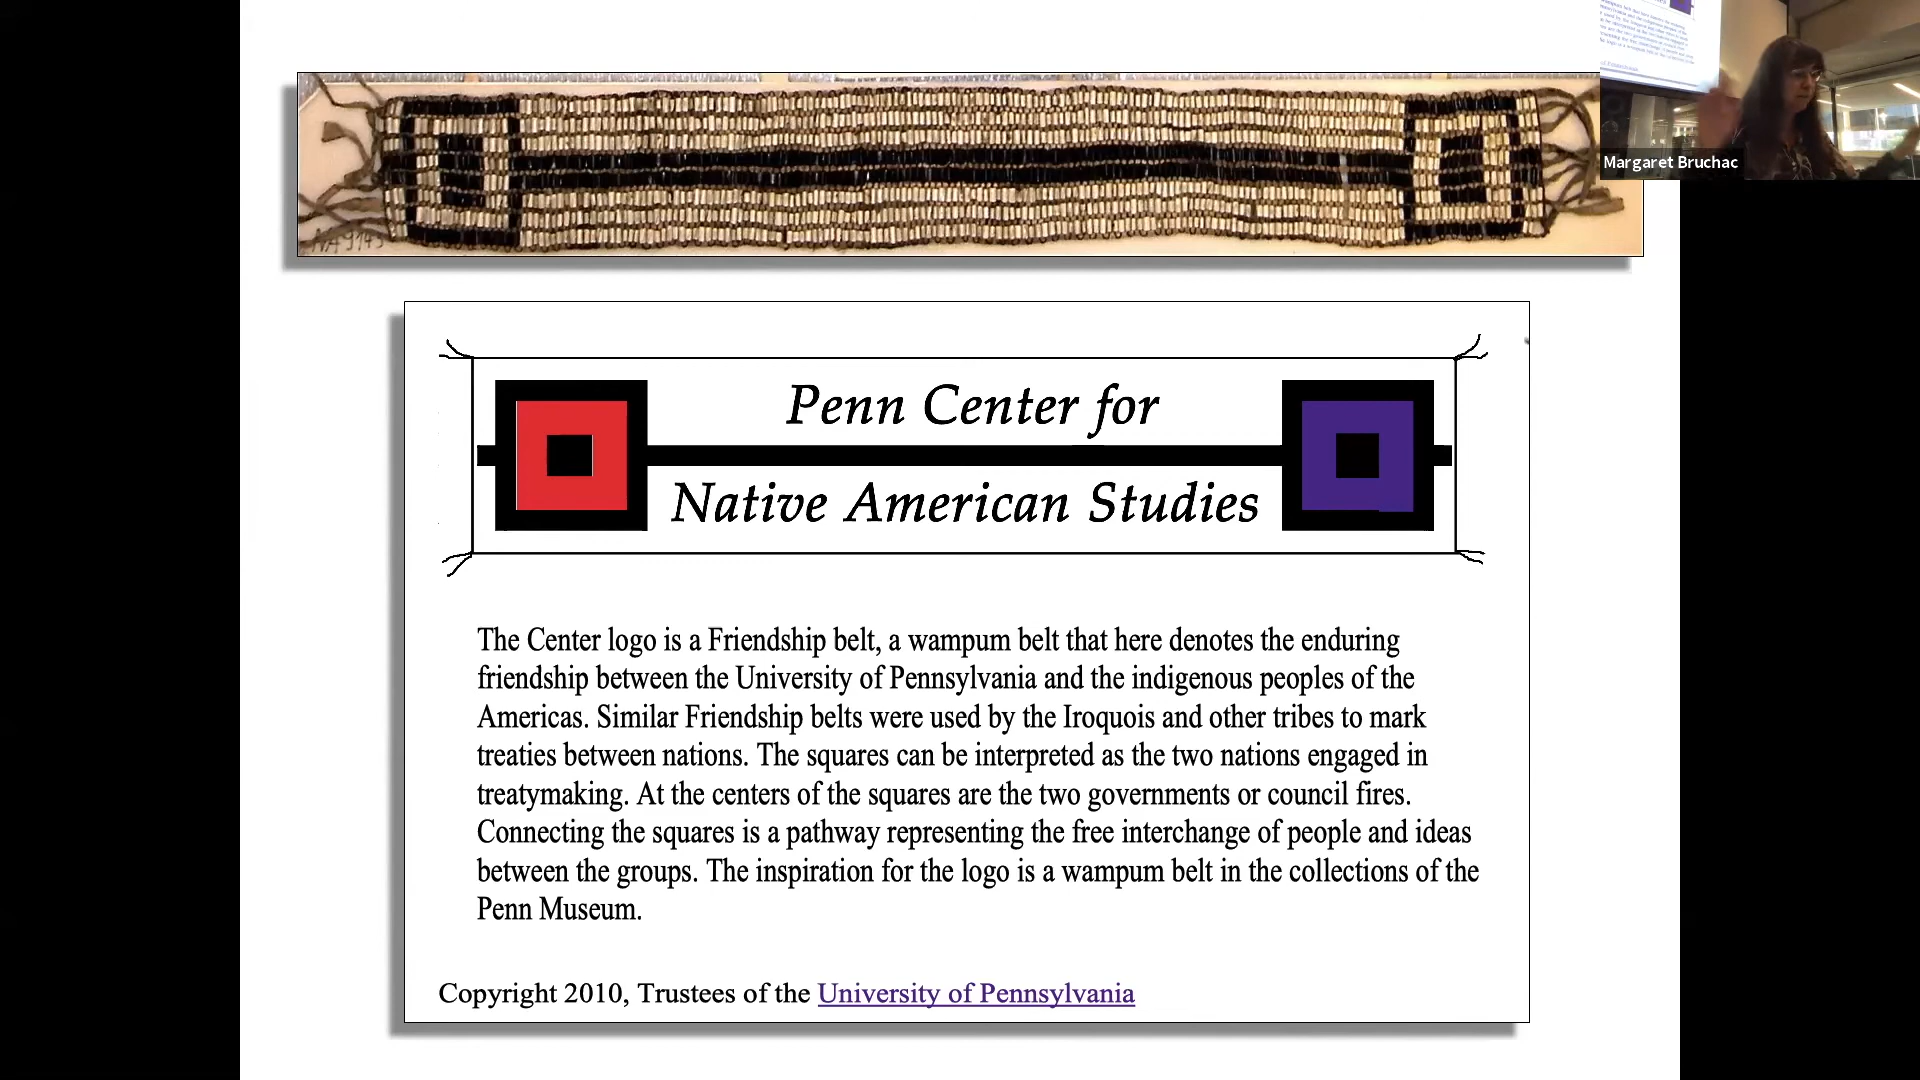 NA9143
Margaret Bruchac
Penn Center for
Native American Studies
The Center logo is a Friendship belt, a wampum belt that here denotes the enduring
friendship between the University of Pennsylvania and the indigenous peoples of the
Americas. Similar Friendship belts were used by the Iroquois and other tribes to mark
treaties between nations. The squares can be interpreted as the two nations engaged in
treatymaking. At the centers of the squares are the two governments or council fires.
Connecting the squares is a pathway representing the free interchange of people and ideas
between the groups. The inspiration for the logo is a wampum belt in the collections of the
Penn Museum.
Copyright 2010, Trustees of the University of Pennsylvania